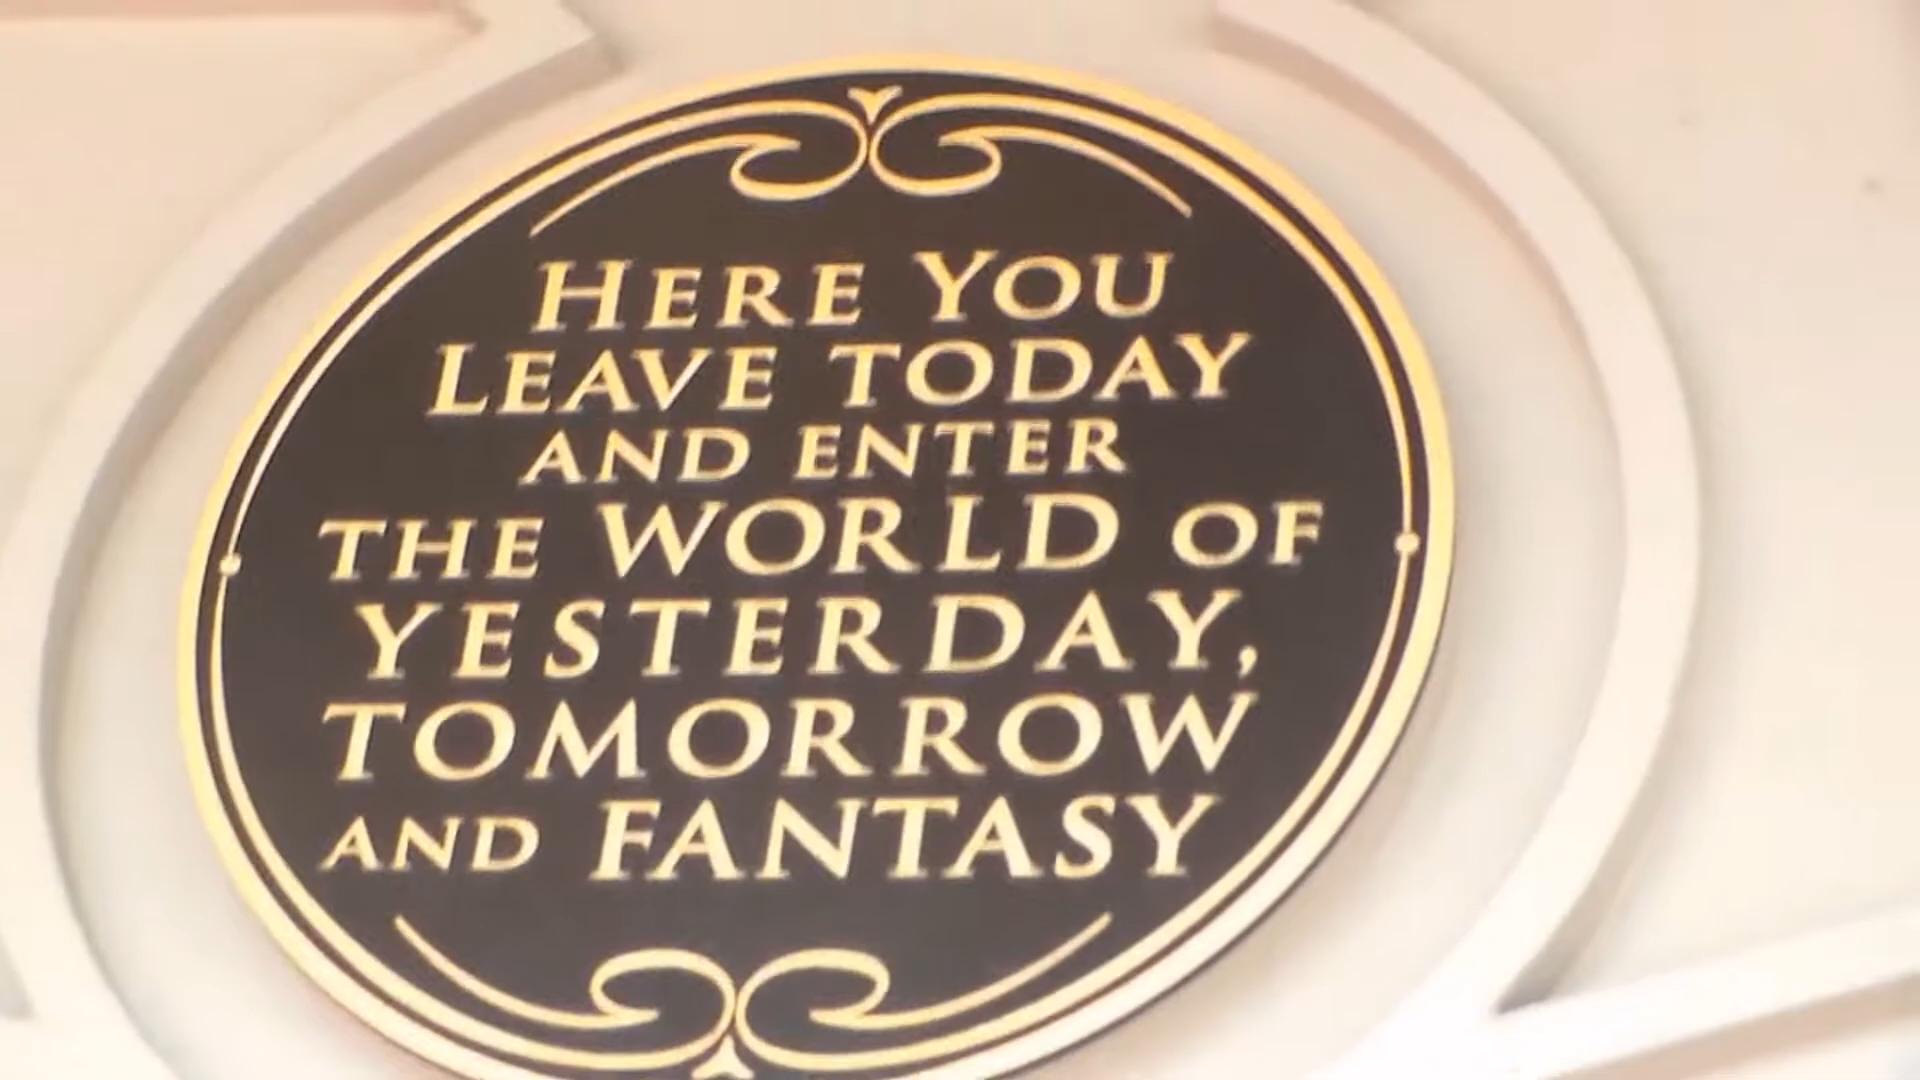 HERE YOU
LEAVE TODAY
AND ENTER
THE WORLD OF
YESTERDAY,
TOMORROW
AND FANTASY